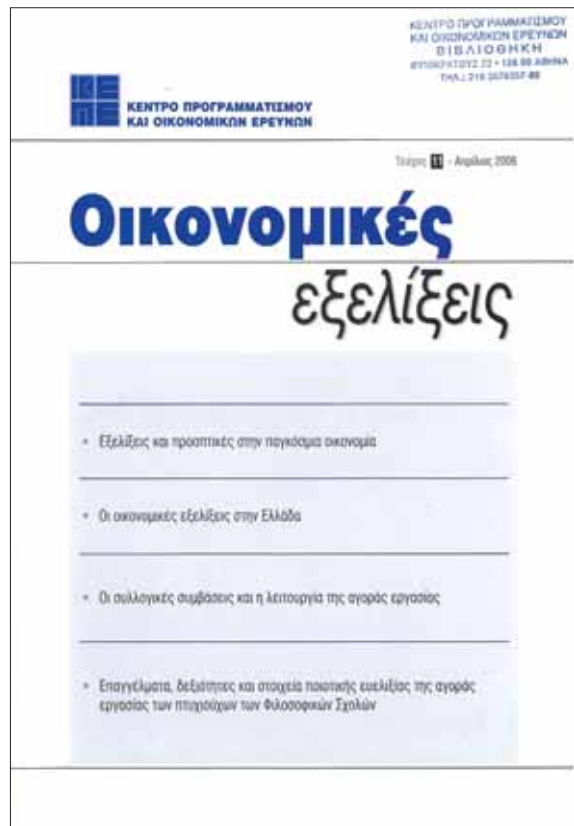 ΚΕΝΤΡΟ ΠΡΟΓΡΑΜΜΑΤΙΣΜΟΥ
ΚΑΙ ΟΙΚΟΝΟΜΙΚΩΝ ΕΡΕΥΝΩΝ
ΒΙΒΛΙΟΘΗΚΗ
ΚΕ
ΠΕ
ΚΕΝΤΡΟ ΠΡΟΓΡΑΜΜΑΤΙΣΜΟΥ
ΚΑΙ ΟΙΚΟΝΟΜΙΚΩΝ ΕΡΕΥΝΩΝ
Τεύχος 11 - Απρίλιος
Οικονομικές
εξελίξεις
• Εξελίξεις και προοπτικές στην παγκόσμια οικονομία
• Οι οικονομικές εξελίξεις στην Ελλάδα
• Οι συλλογικές συμβάσεις και η λειτουργία της αγοράς εργασίας
• Επαγγέλματα, δεξιότητες και στοιχεία ποιοτικής ευελιξίας της αγοράς
εργασίας των πτυχιούχων των Φιλοσοφικών Σχολών